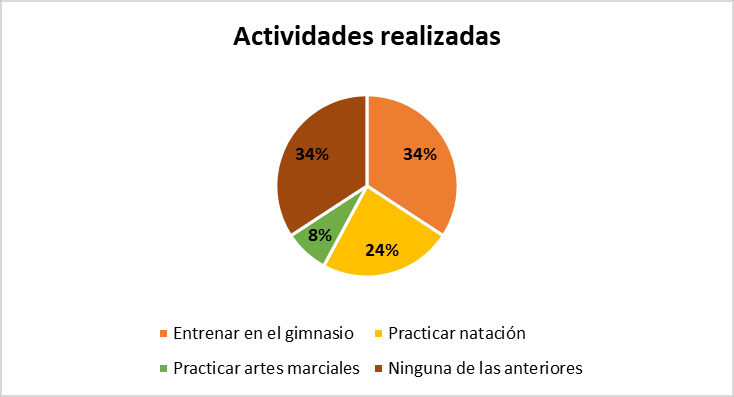 Actividades realizadas
34% 34%
8% 24%
Entrenar en el gimnasio Practicar natación
Practicar artes marciales Ninguna de las anteriores